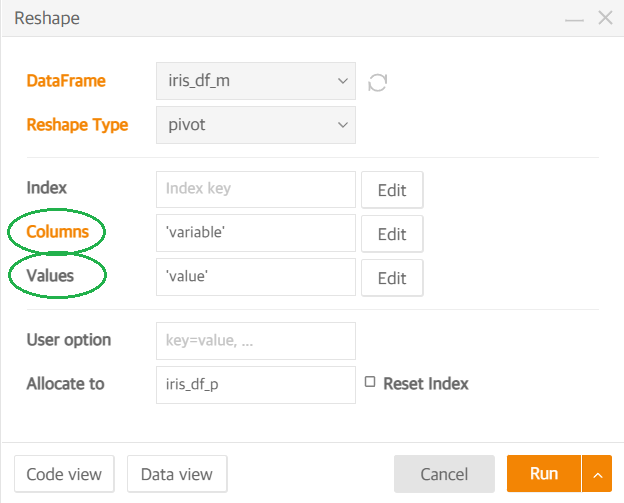 Reshape
DataFrame iris_df_m
Reshape Type pivot
Index Index key Edit
Columns 'variable' Edit
Values 'value' Edit
User option key=value, ...
Allocate to iris_df_p Reset Index
Code view Data view Cancel Run